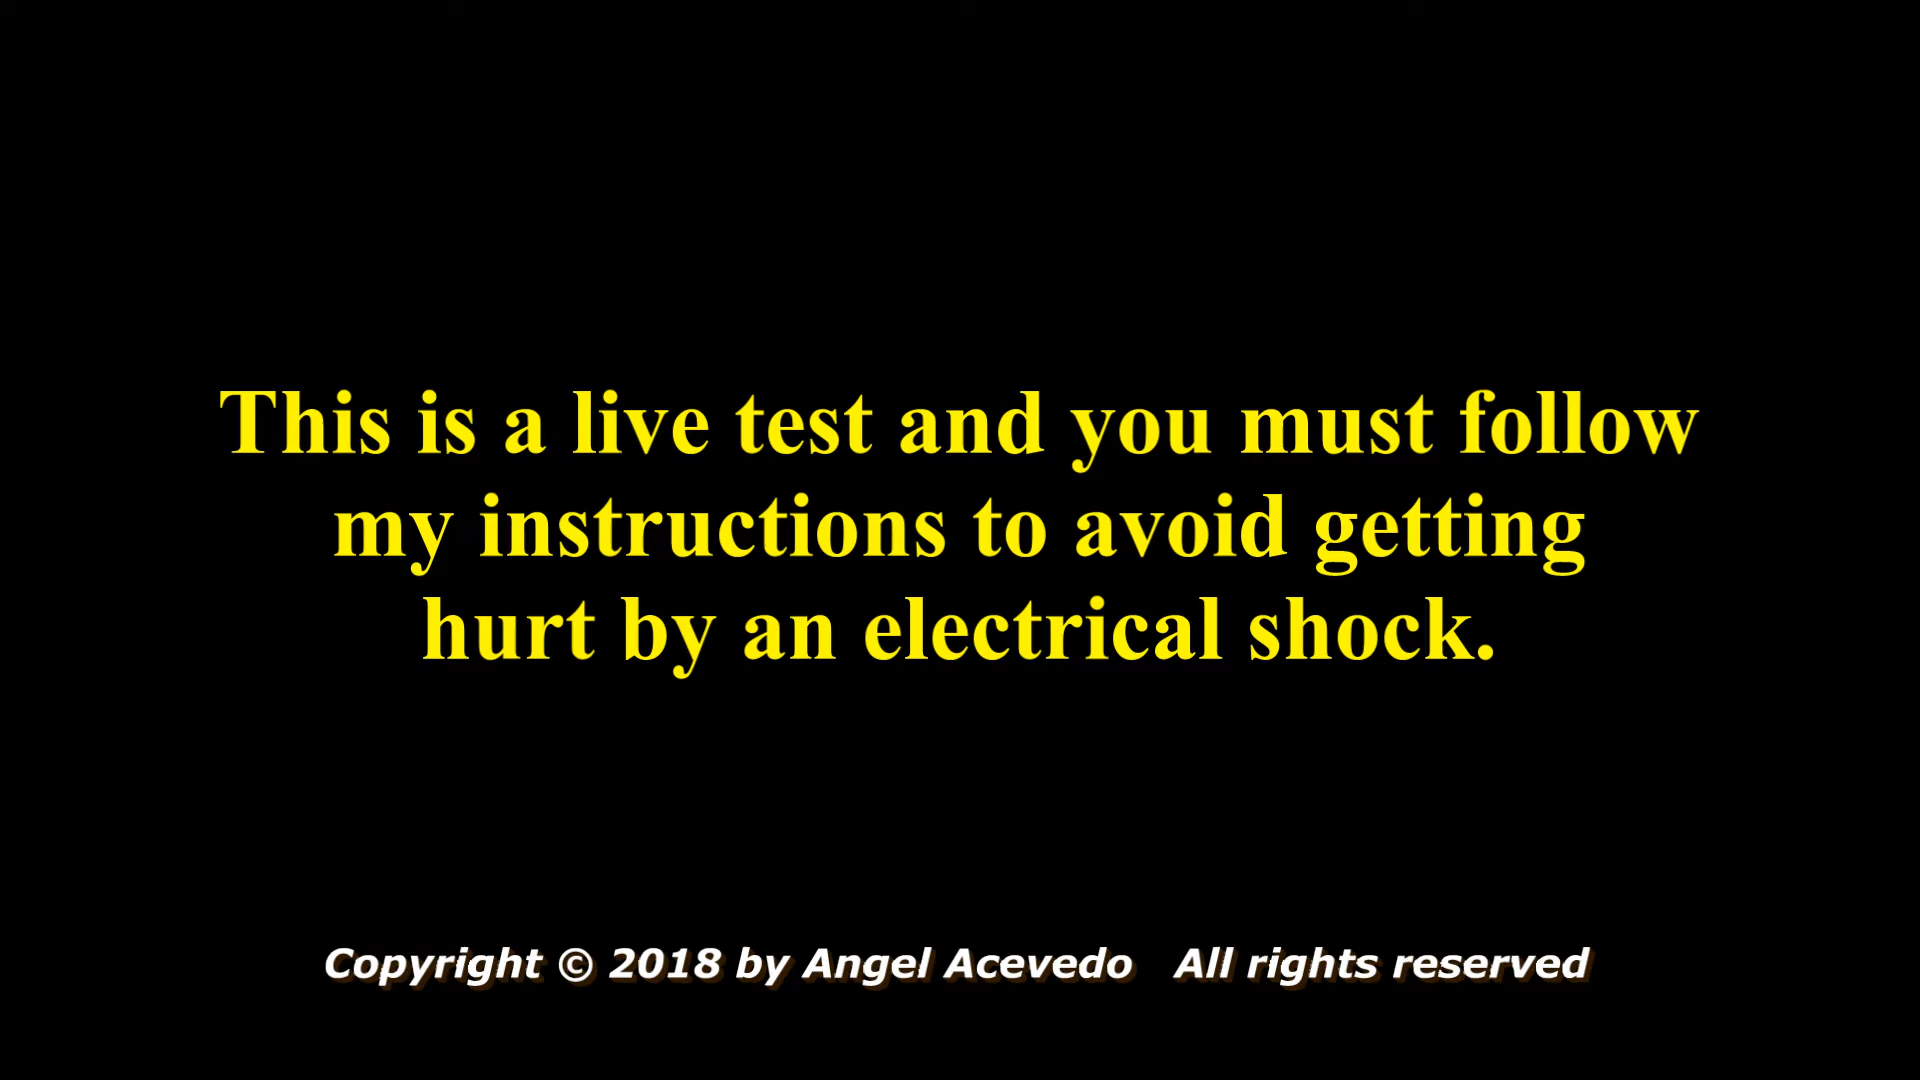 This is a live test and you must follow
my instructions to avoid getting
hurt by an electrical shock.
Copyright © 2018 by Angel Acevedo All rights reserved